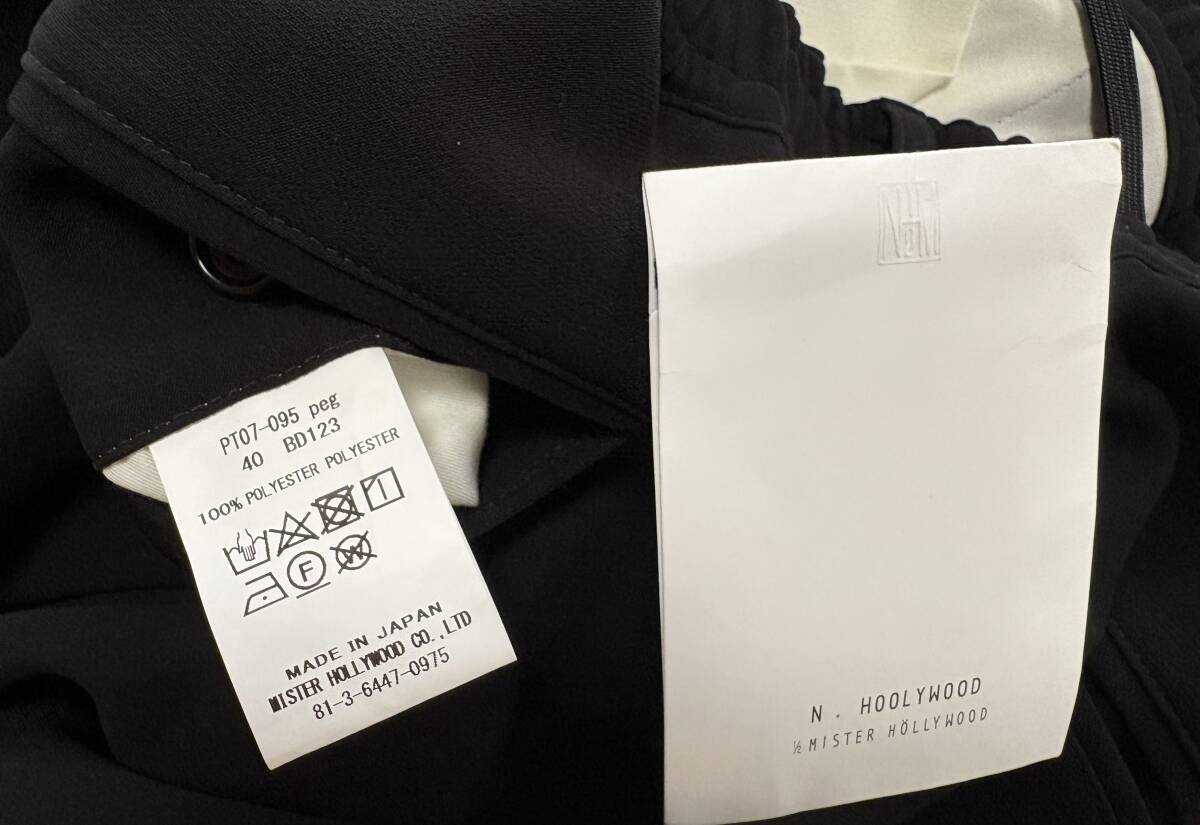 PT07-095 peg
40 BD123
100% POLYESTER POLYESTER
F
W
MADE IN JAPAN
MISTER HOLLYWOOD CO.,LTD
81-3-6447-0975
N. HOOLYWOOD
½ MISTER HÖLLYWOOD